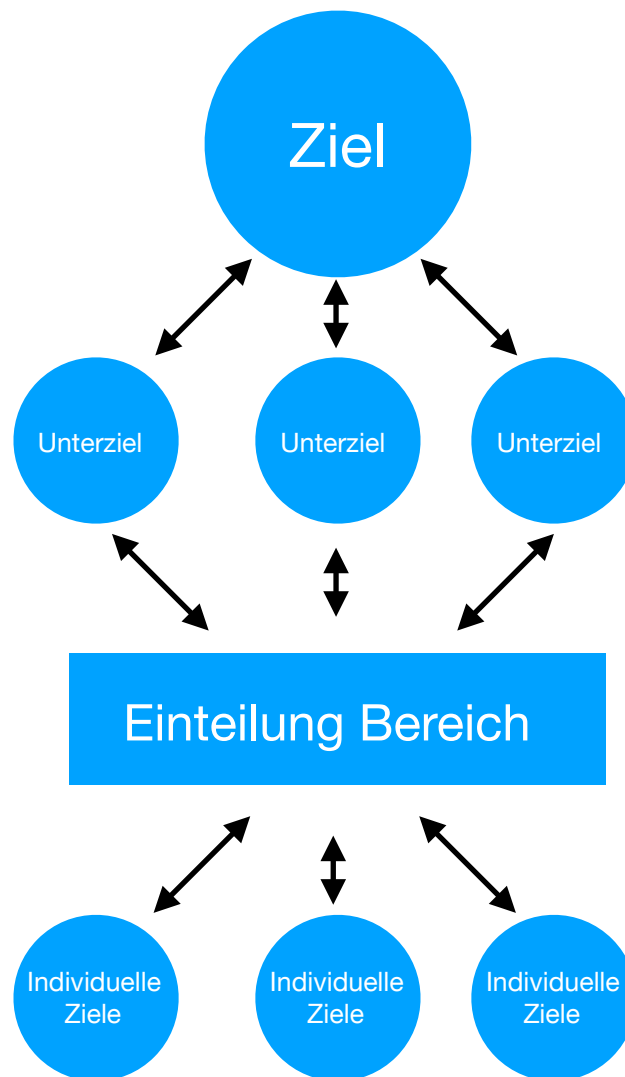 Ziel
Unterziel
Unterziel
Unterziel
Einteilung Bereich
Individuelle
Ziele
Individuelle
Ziele
Individuelle
Ziele